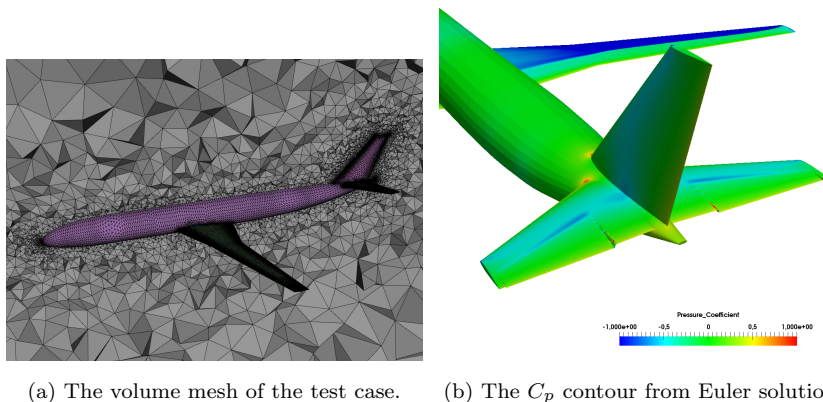 Pressure_Coefficient
-1,000e+00 -0,5 0 0,5 1,000e+00
(a) The volume mesh of the test case.
(b) The Cp contour from Euler solutio